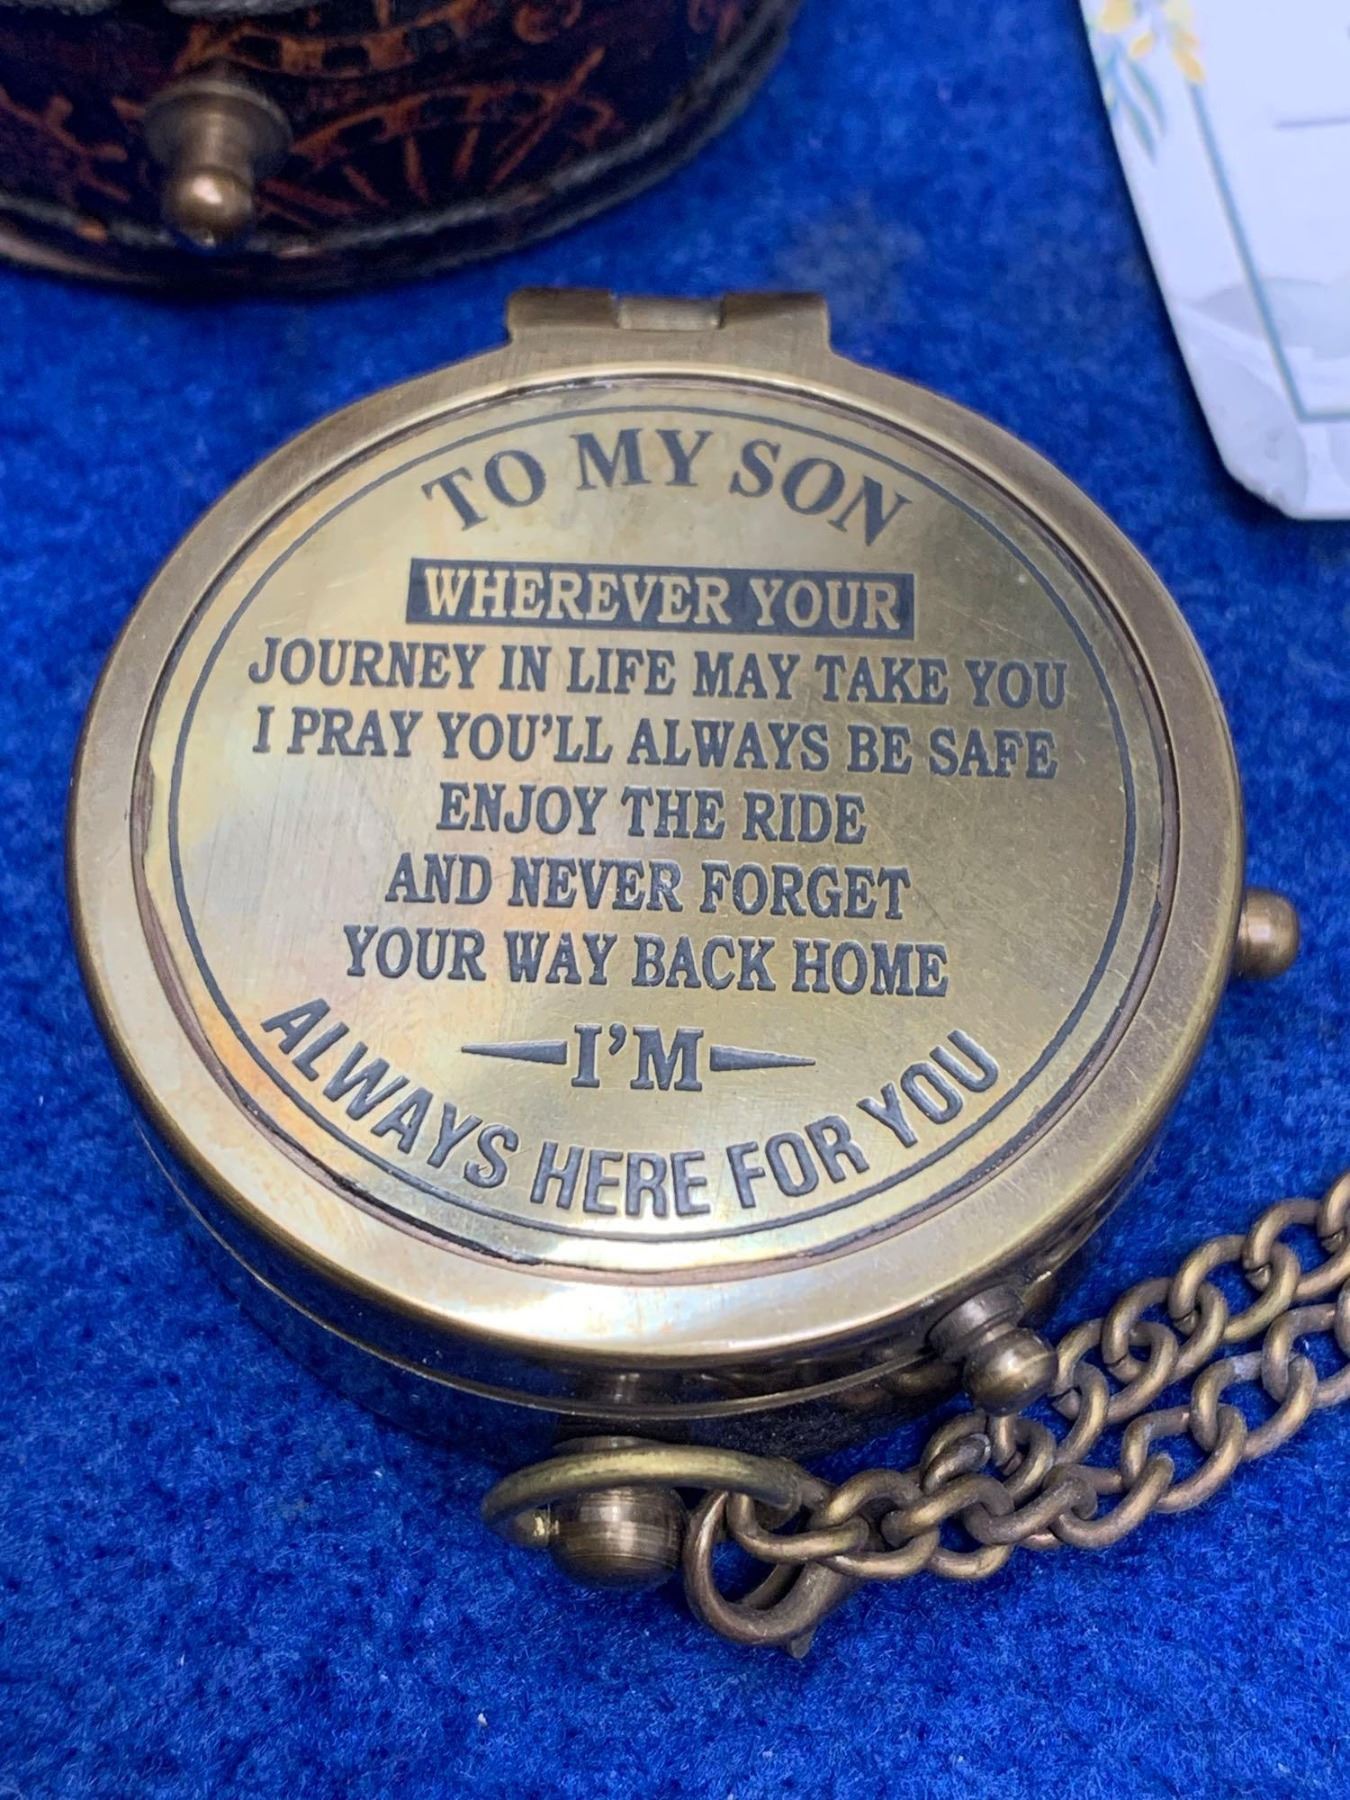 TO MY SON
WHEREVER YOUR
JOURNEY IN LIFE MAY TAKE YOU
I PRAY YOU'LL ALWAYS BE SAFE
ENJOY THE RIDE
AND NEVER FORGET
YOUR WAY BACK HOME
I'M
ALWAYS HERE FOR YOU